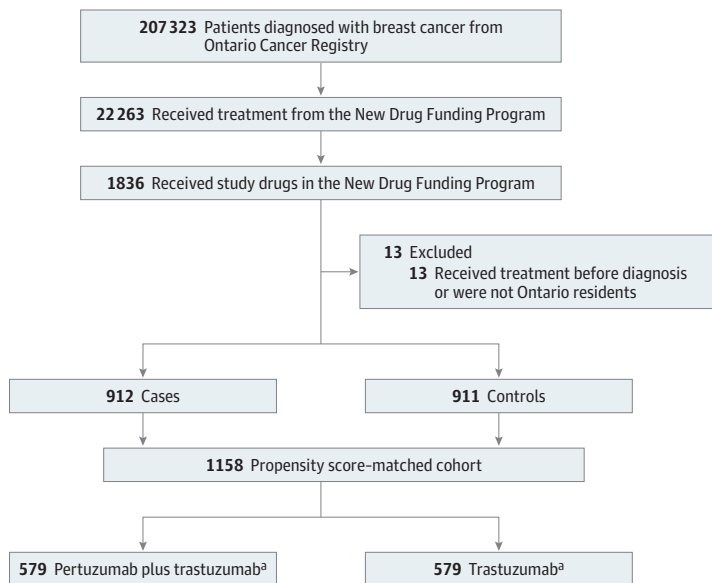 207 323 Patients diagnosed with breast cancer from
Ontario Cancer Registry
22 263 Received treatment from the New Drug Funding Program
1836 Received study drugs in the New Drug Funding Program
13 Excluded
13 Received treatment before diagnosis
or were not Ontario residents
912 Cases
911 Controls
1158 Propensity score–matched cohort
579 Pertuzumab plus trastuzumabᵃ
579 Trastuzumabᵃ